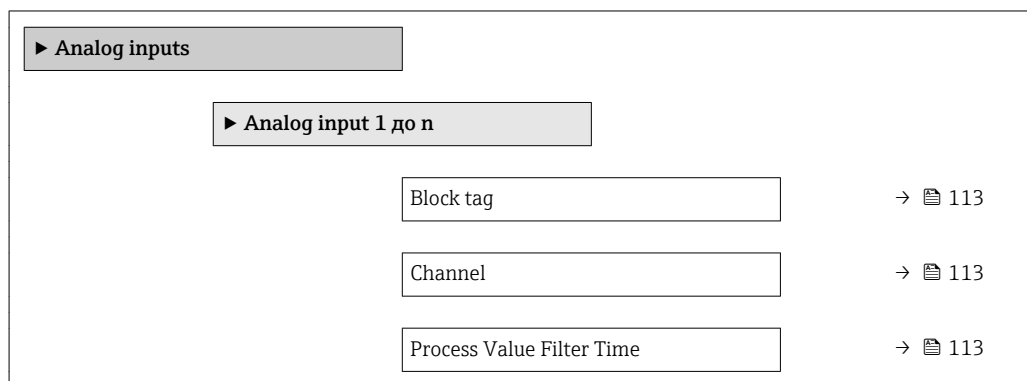 ▶ Analog inputs
▶ Analog input 1 до n
Block tag → 113
Channel → 113
Process Value Filter Time → 113